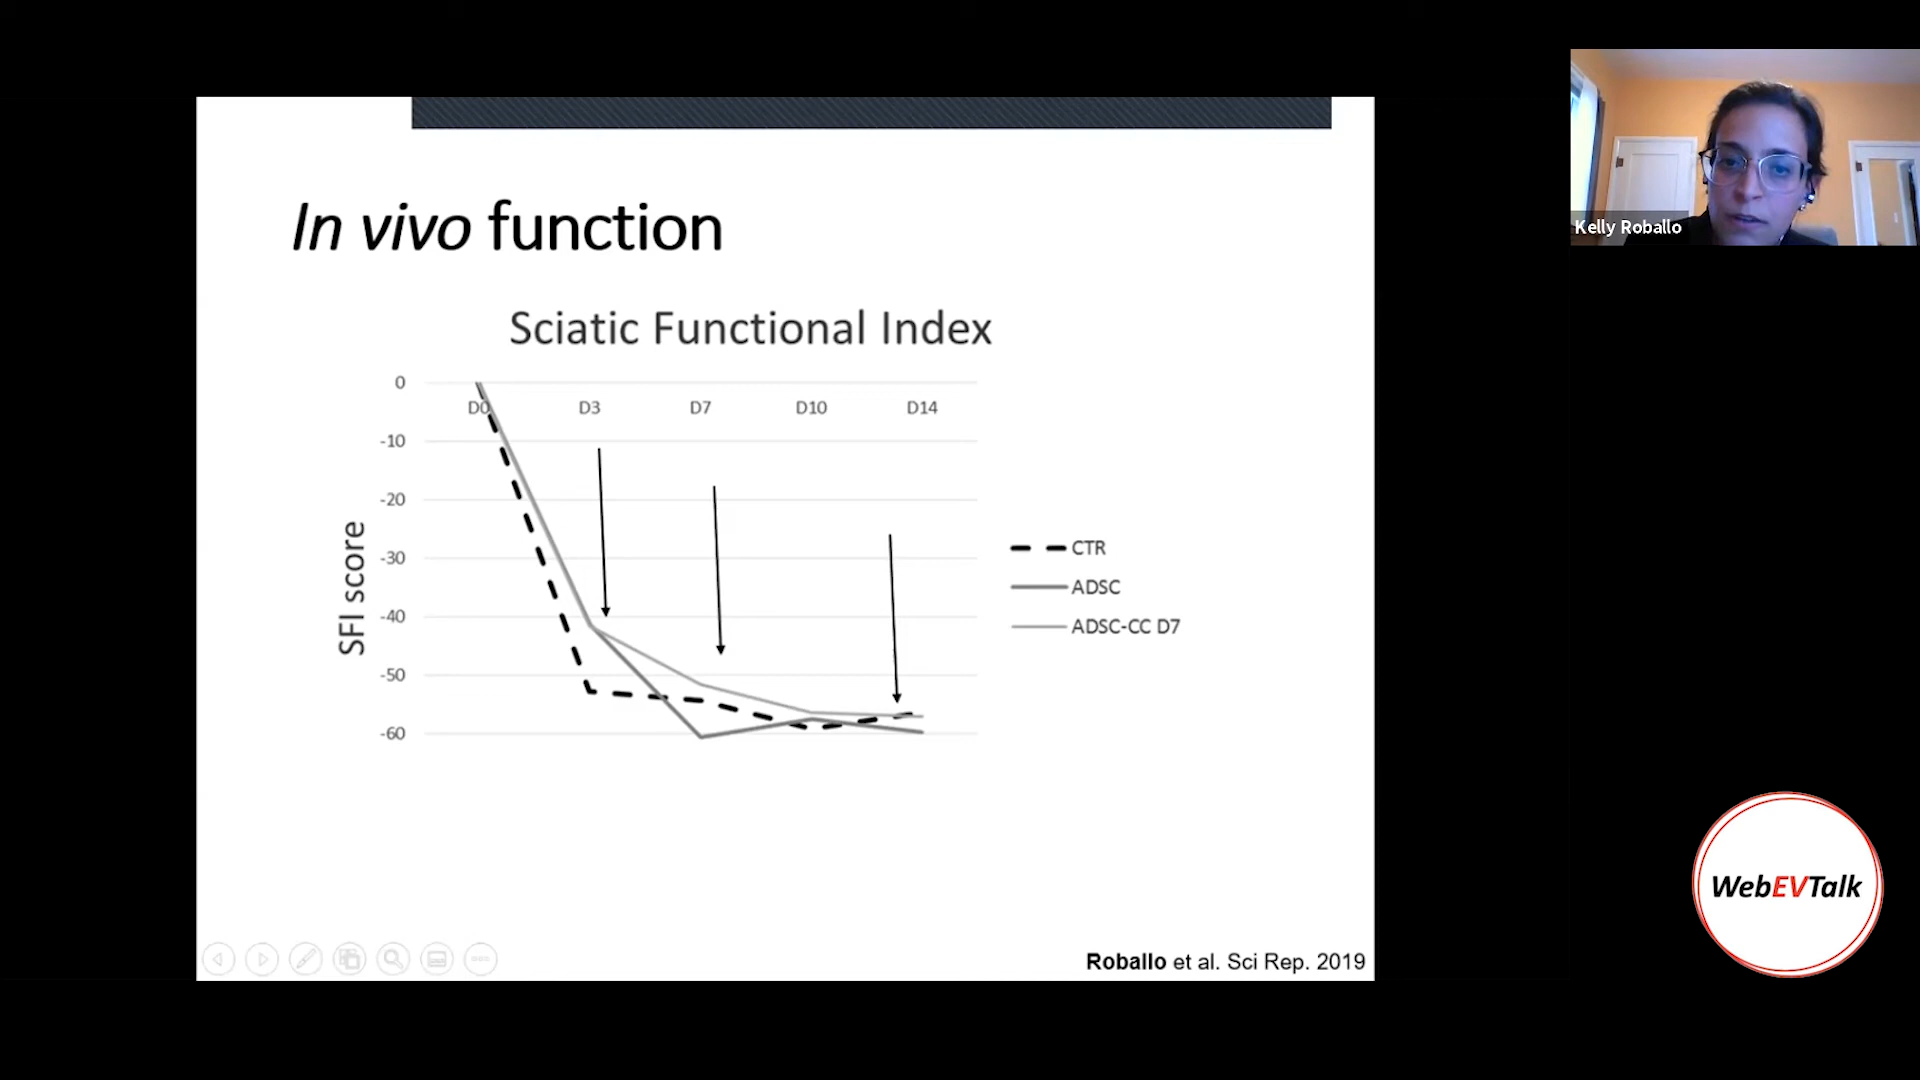 In vivo function
Sciatic Functional Index
0
D0 D3 D7 D10 D14
-10
-20
-30
-40
-50
-60
SFI score
CTR
ADSC
ADSC-CC D7
Roballo et al. Sci Rep. 2019
Kelly Roballo
WebEVTalk